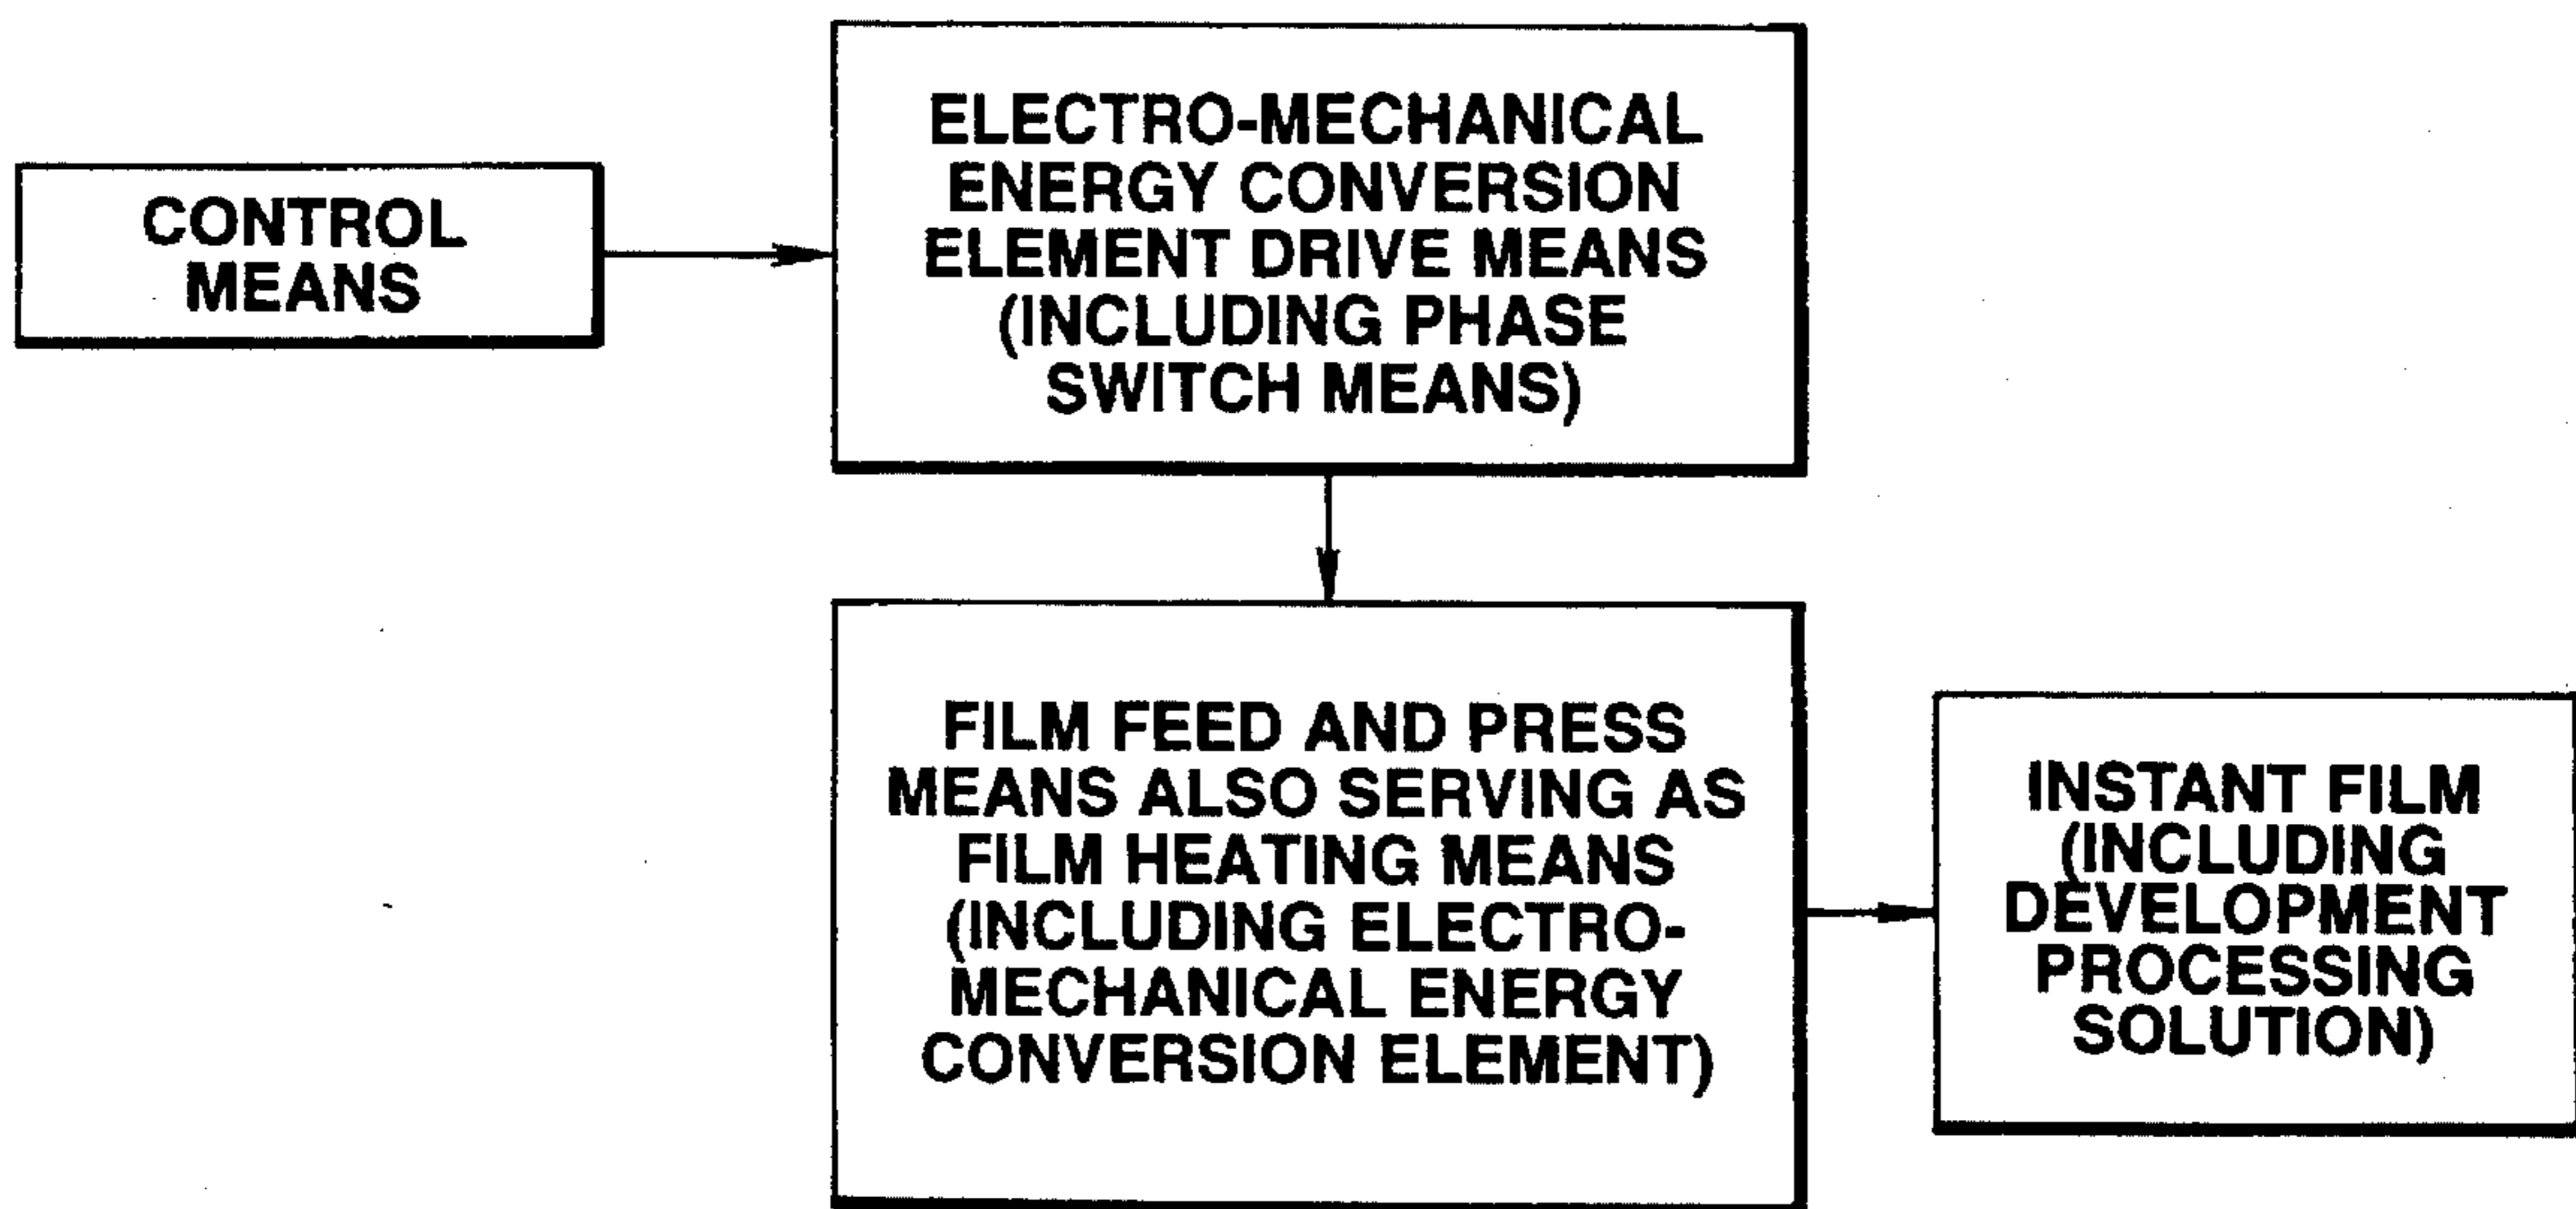 CONTROL
MEANS
ELECTRO-MECHANICAL
ENERGY CONVERSION
ELEMENT DRIVE MEANS
(INCLUDING PHASE
SWITCH MEANS)
FILM FEED AND PRESS
MEANS ALSO SERVING AS
FILM HEATING MEANS
(INCLUDING ELECTRO-
MECHANICAL ENERGY
CONVERSION ELEMENT)
INSTANT FILM
(INCLUDING
DEVELOPMENT
PROCESSING
SOLUTION)